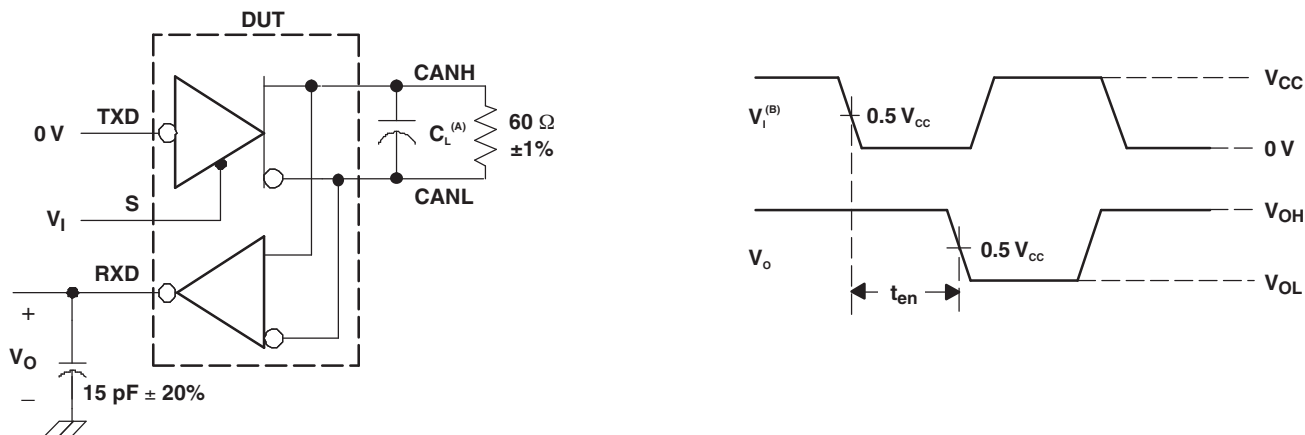 DUT
CANH
TXD
0 V
C_L^(A)
60 Ω
±1%
S
CANL
V_I
RXD
+
V_O
–
15 pF ± 20%
V_CC
V_I^(B)
0.5 V_CC
0 V
V_OH
V_O
0.5 V_CC
t_en
V_OL